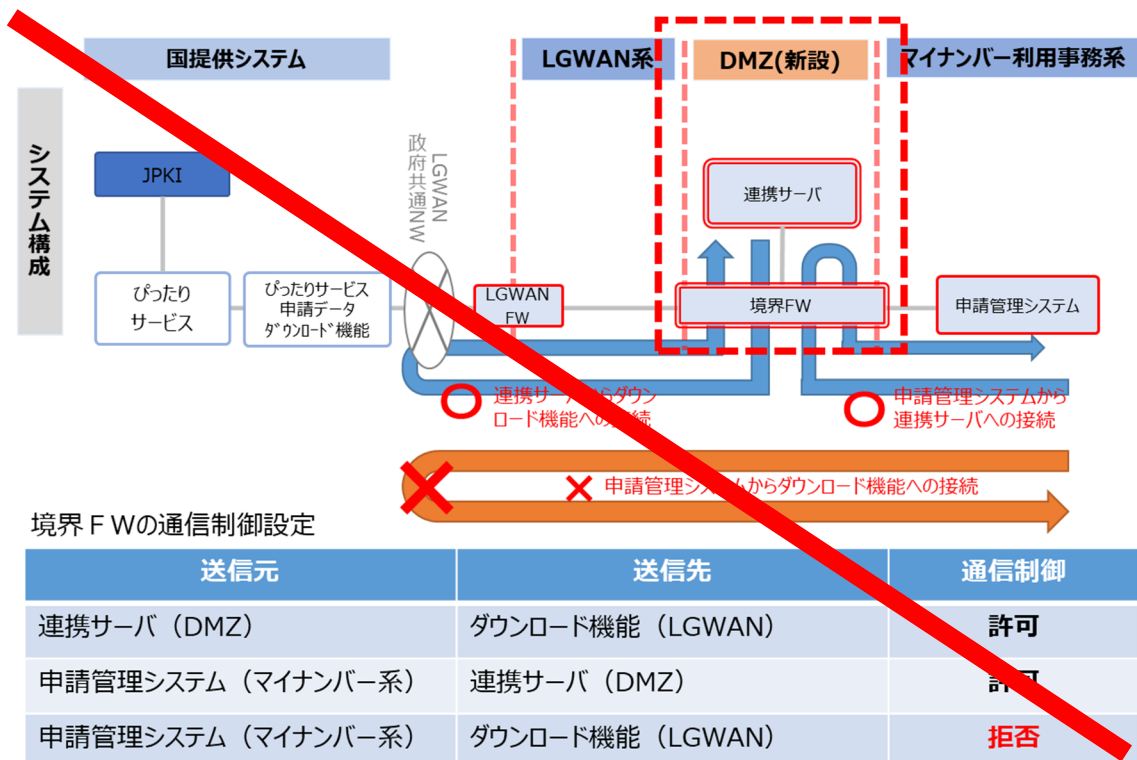 国提供システム
LGWAN系
DMZ(新設)
マイナンバー利用事務系
システム構成
JPKI
LGWAN
政府共通NW
連携サーバ
ぴったり
サービス
ぴったりサービス
申請データ
ダウンロード機能
LGWAN
FW
境界FW
申請管理システム
連携サーバからダウン
ロード機能への接続
申請管理システムから
連携サーバへの接続
申請管理システムからダウンロード機能への接続
境界ＦWの通信制御設定
送信元 送信先 通信制御
連携サーバ（DMZ） ダウンロード機能（LGWAN） 許可
申請管理システム（マイナンバー系） 連携サーバ（DMZ） 許可
申請管理システム（マイナンバー系） ダウンロード機能（LGWAN） 拒否